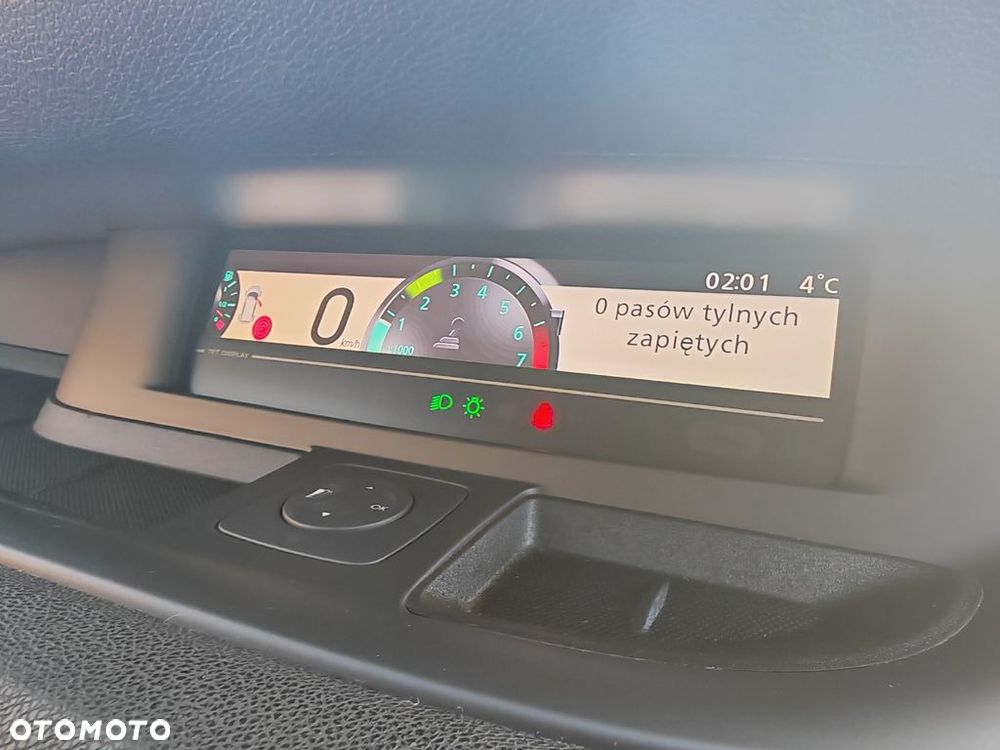 02:01 4°C
0 pasów tylnych
zapiętych
0
km/h
1 2 3 4 5 6 7
x1000
TFT DISPLAY
OK
OTOMOTO